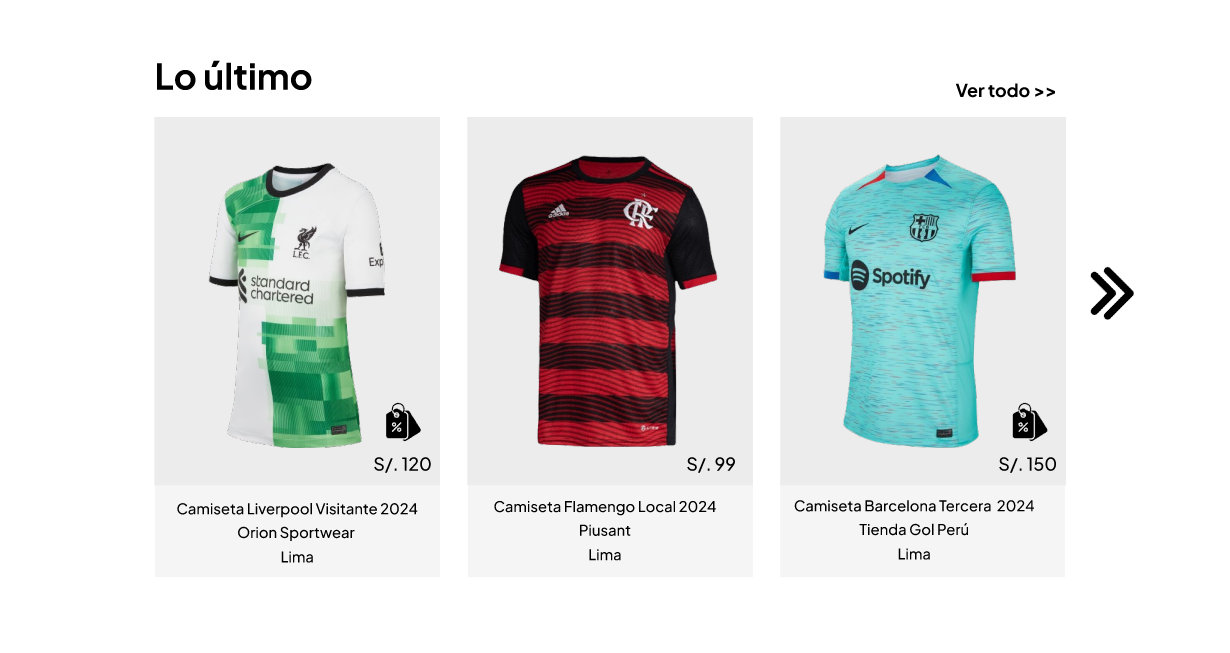 Lo último
Ver todo >>
L.F.C.
Exp
standard
chartered
adidas
CRF
Spotify
%
S/. 120
S/. 99
%
S/. 150
Camiseta Liverpool Visitante 2024
Orion Sportwear
Lima
Camiseta Flamengo Local 2024
Piusant
Lima
Camiseta Barcelona Tercera 2024
Tienda Gol Perú
Lima